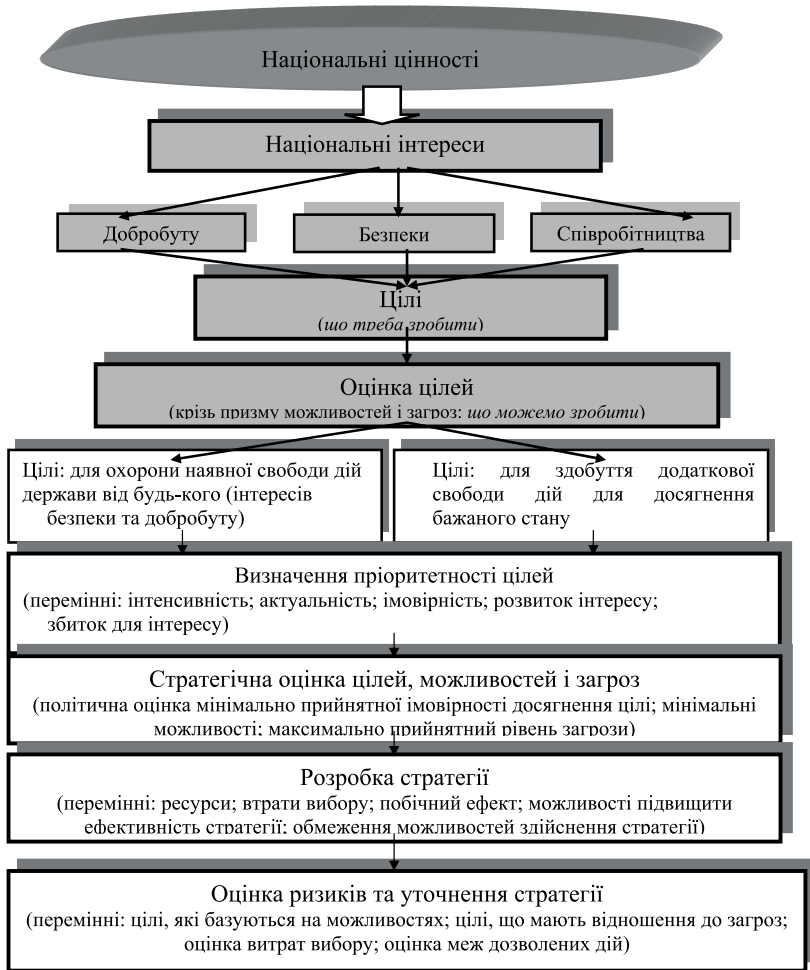 Національні цінності
Національні інтереси
Добробуту
Безпеки
Співробітництва
Цілі
(що треба зробити)
Оцінка цілей
(крізь призму можливостей і загроз: що можемо зробити)
Цілі: для охорони наявної свободи дій
держави від будь-кого (інтересів
безпеки та добробуту)
Цілі: для здобуття додаткової
свободи дій для досягнення
бажаного стану
Визначення пріоритетності цілей
(перемінні: інтенсивність; актуальність; імовірність; розвиток інтересу;
збиток для інтересу)
Стратегічна оцінка цілей, можливостей і загроз
(політична оцінка мінімально прийнятної імовірності досягнення цілі; мінімальні
можливості; максимально прийнятний рівень загрози)
Розробка стратегії
(перемінні: ресурси; втрати вибору; побічний ефект; можливості підвищити
ефективність стратегії; обмеження можливостей здійснення стратегії)
Оцінка ризиків та уточнення стратегії
(перемінні: цілі, які базуються на можливостях; цілі, що мають відношення до загроз;
оцінка витрат вибору; оцінка меж дозволених дій)